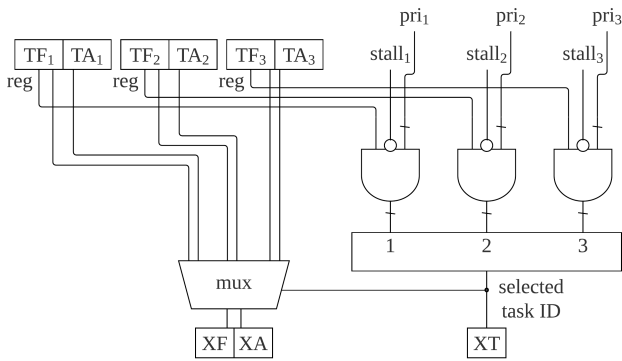 pri₁ pri₂ pri₃
TF₁ TA₁ TF₂ TA₂ TF₃ TA₃ stall₁ stall₂ stall₃
reg reg reg
1 2 3
mux selected
task ID
XF XA XT